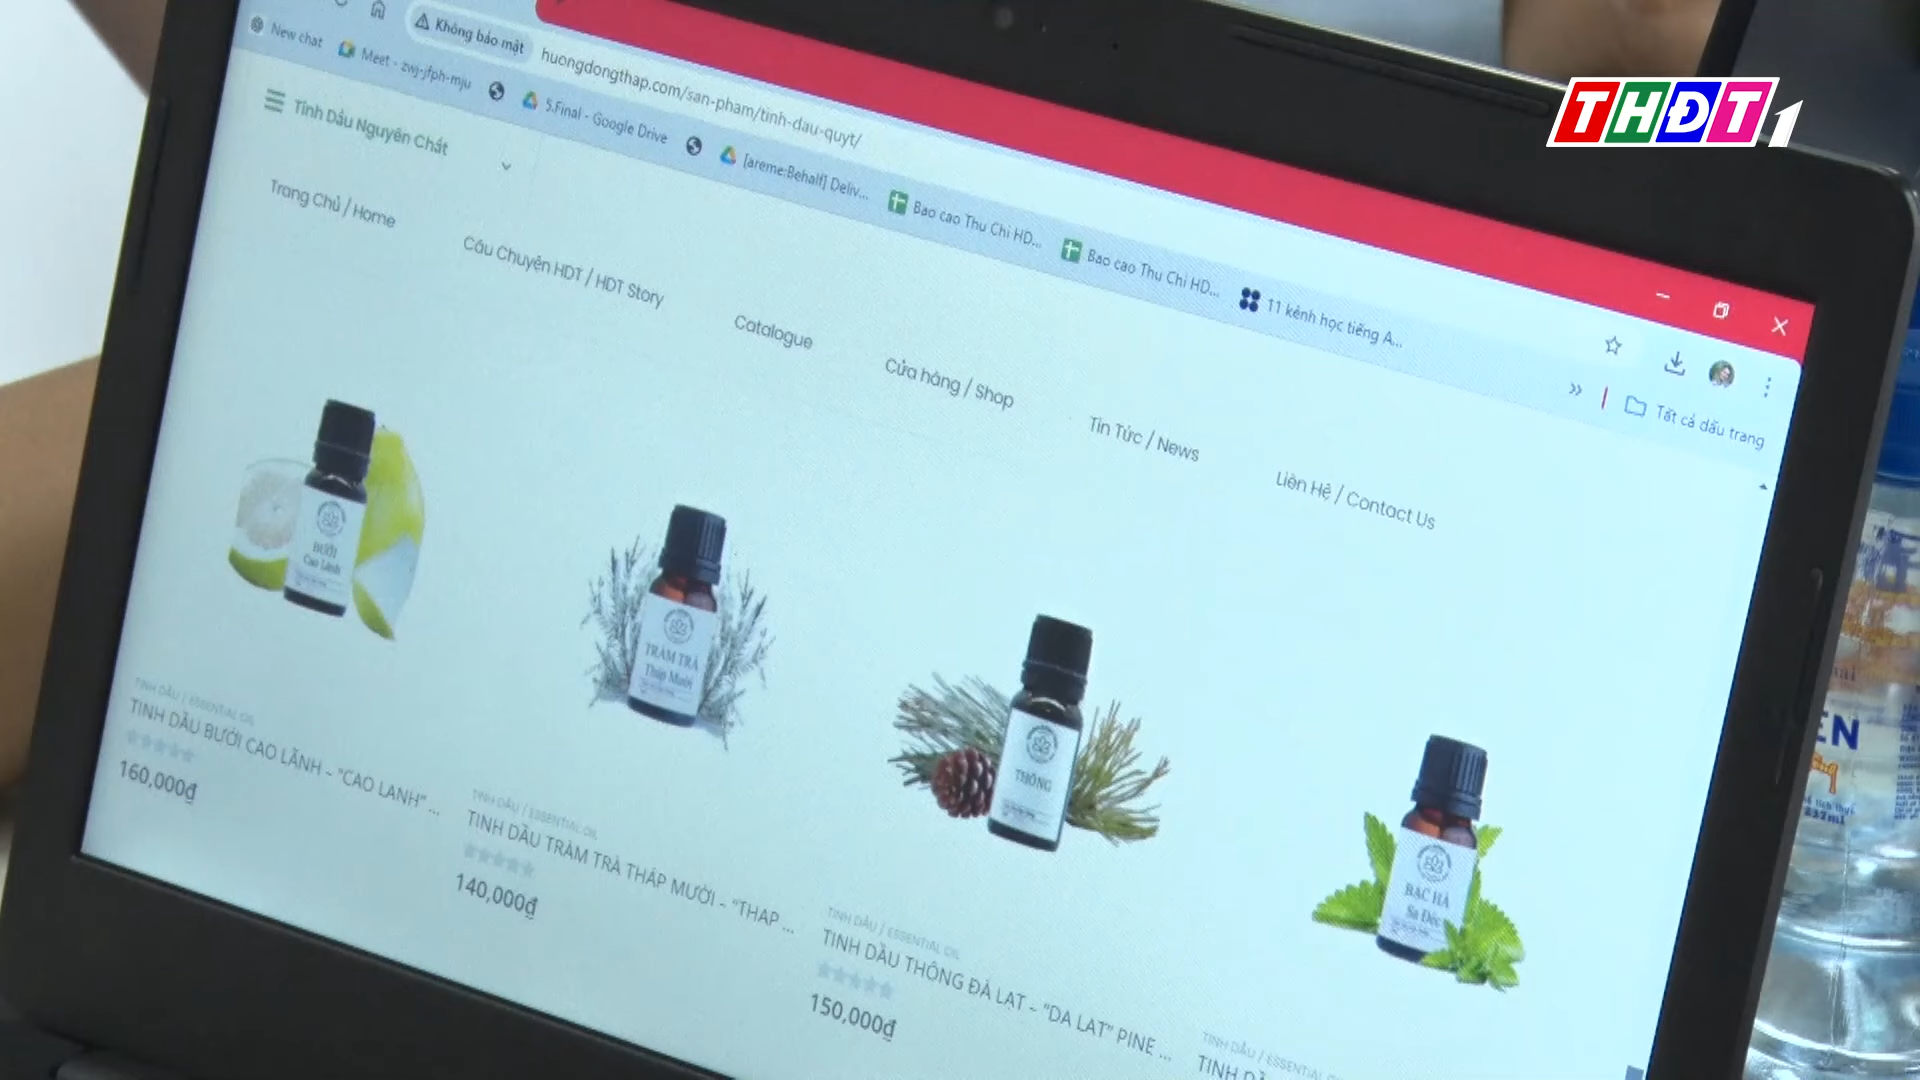 THĐT1
Không bảo mật
huongdongthap.com/san-pham/tinh-dau-quyt/
New chat
Meet - zwj-jfph-mju
5.Final - Google Drive
[areme:Behalf] Deliv...
Bao cao Thu Chi HD...
Bao cao Thu Chi HD...
11 kênh học tiếng A...
Tất cả dấu trang
Tinh Dầu Nguyên Chất
Trang Chủ / Home
Câu Chuyện HDT / HDT Story
Catalogue
Cửa hàng / Shop
Tin Tức / News
Liên Hệ / Contact Us
BƯỞI
Cao Lãnh
TRÀM TRÀ
Tháp Mười
THÔNG
BẠC HÀ
Sa Đéc
TINH DẦU / ESSENTIAL OIL
TINH DẦU BƯỞI CAO LÃNH – "CAO LANH" ...
160,000₫
TINH DẦU / ESSENTIAL OIL
TINH DẦU TRÀM TRÀ THÁP MƯỜI – "THAP ...
140,000₫
TINH DẦU / ESSENTIAL OIL
TINH DẦU THÔNG ĐÀ LẠT – "DA LAT" PINE ...
150,000₫
TINH DẦU / ESSENTIAL
EN